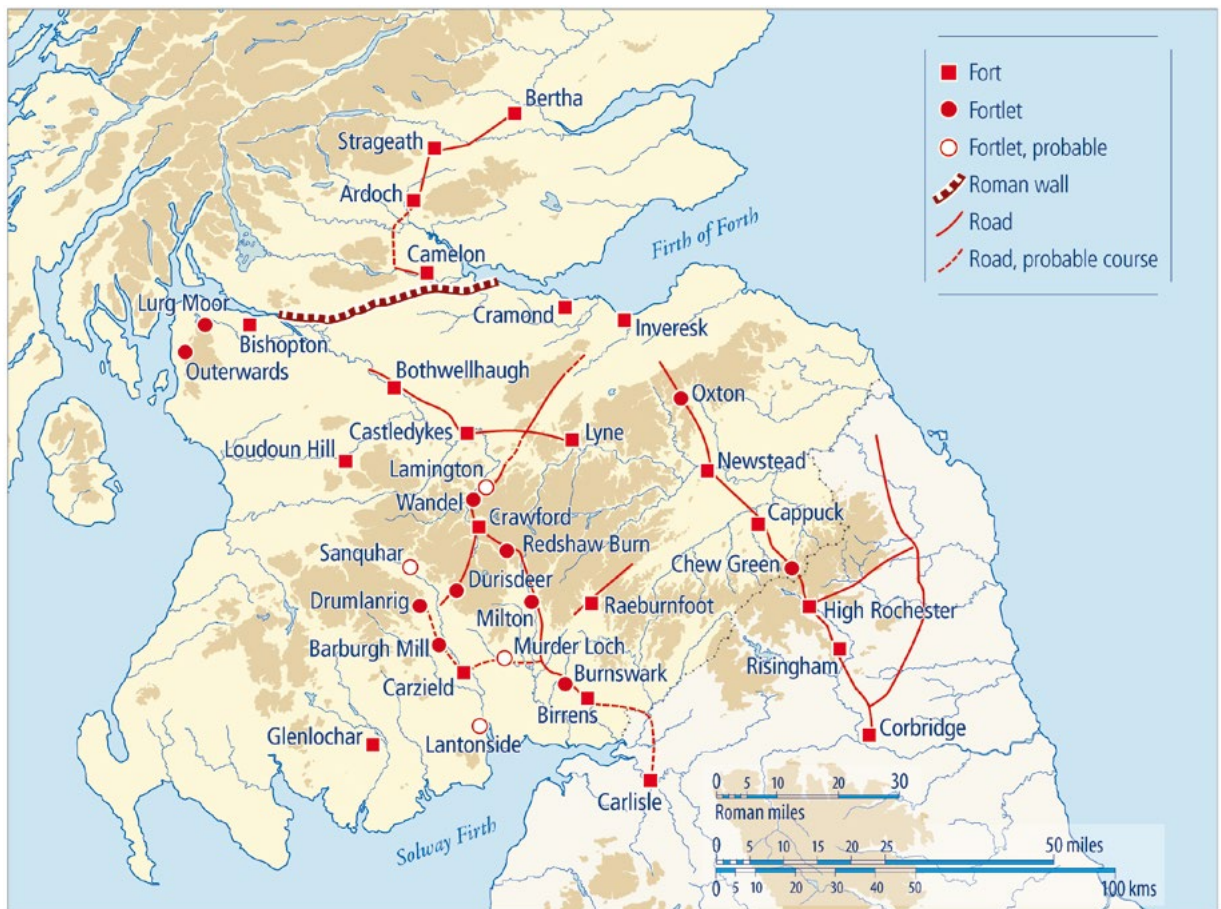 Fort
Fortlet
Fortlet, probable
Roman wall
Road
Road, probable course
Bertha
Strageath
Ardoch
Firth of Forth
Camelon
Lurg Moor
Cramond
Inveresk
Bishopton
Outerwards
Bothwellhaugh
Oxton
Castledykes
Lyne
Loudoun Hill
Newstead
Lamington
Wandel
Crawford
Cappuck
Redshaw Burn
Sanquhar
Durisdeer
Chew Green
Drumlanrig
Milton
Raeburnfoot
High Rochester
Barburgh Mill
Murder Loch
Risingham
Carzield
Burnswark
Birrens
Glenlochar
Lantonside
Corbridge
Carlisle
Solway Firth
0 5 10 20 30
Roman miles
0 5 10 15 20 25 50 miles
0 5 10 20 30 40 50 100 kms